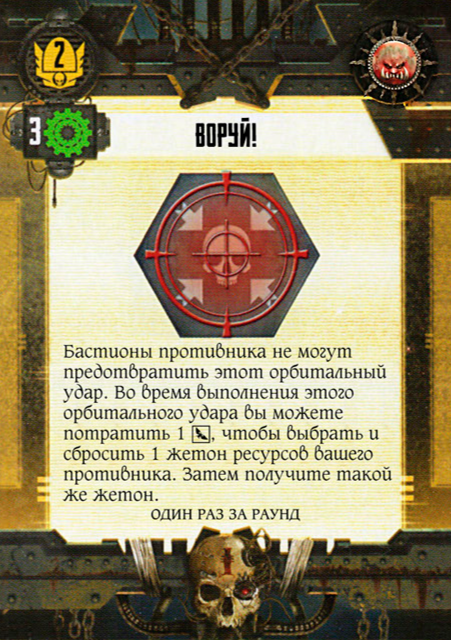 2
3
ВОРУЙ!
Бастионы противника не могут
предотвратить этот орбитальный
удар. Во время выполнения этого
орбитального удара вы можете
потратить 1 , чтобы выбрать и
сбросить 1 жетон ресурсов вашего
противника. Затем получите такой
же жетон.
ОДИН РАЗ ЗА РАУНД
I